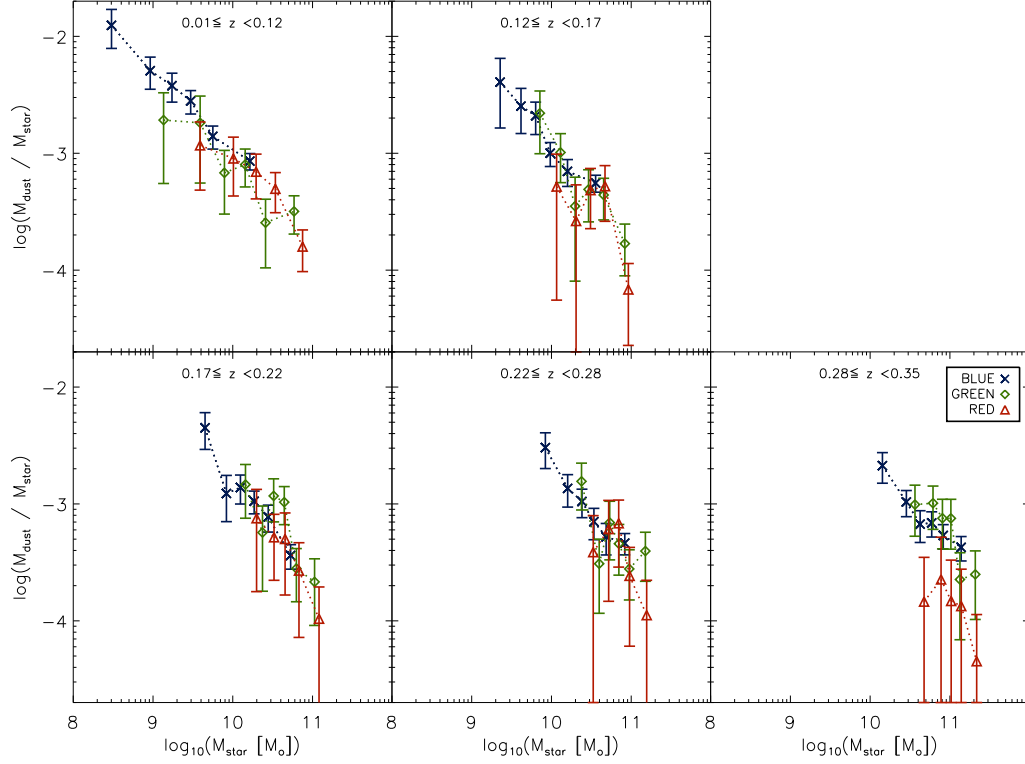 0.01≤ z <0.12
0.12≤ z <0.17
log(M_dust / M_star)
-2
-3
-4
0.17≤ z <0.22
0.22≤ z <0.28
0.28≤ z <0.35
BLUE
GREEN
RED
log(M_dust / M_star)
-2
-3
-4
8 9 10 11 8 9 10 11 8 9 10 11
log₁₀(M_star [M_o]) log₁₀(M_star [M_o]) log₁₀(M_star [M_o])